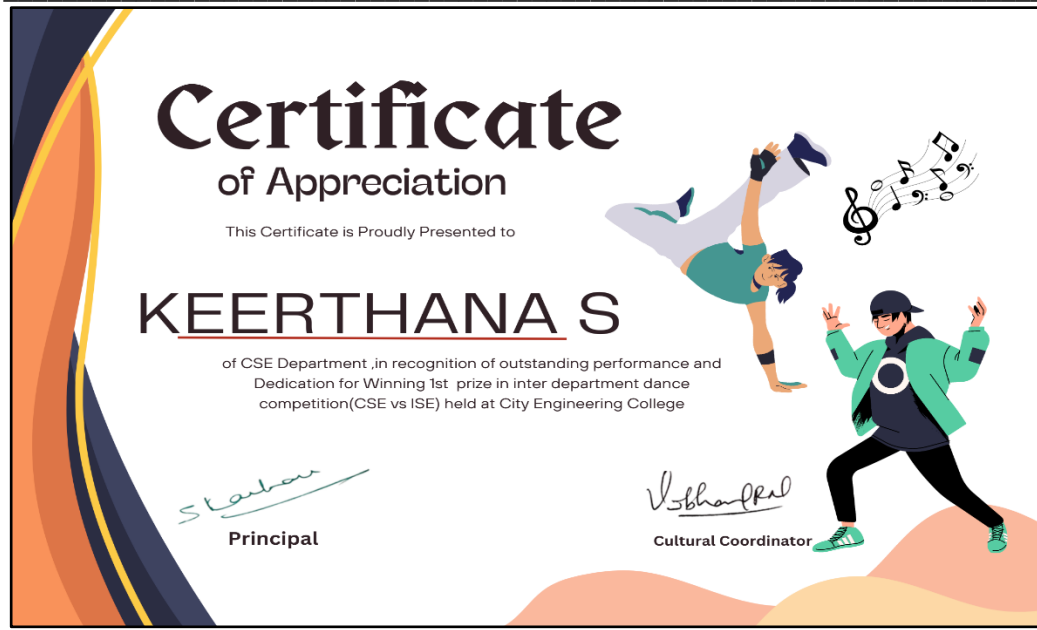 Certificate
of Appreciation
This Certificate is Proudly Presented to
KEERTHANA S
of CSE Department ,in recognition of outstanding performance and
Dedication for Winning 1st prize in inter department dance
competition(CSE vs ISE) held at City Engineering College
Principal
Cultural Coordinator